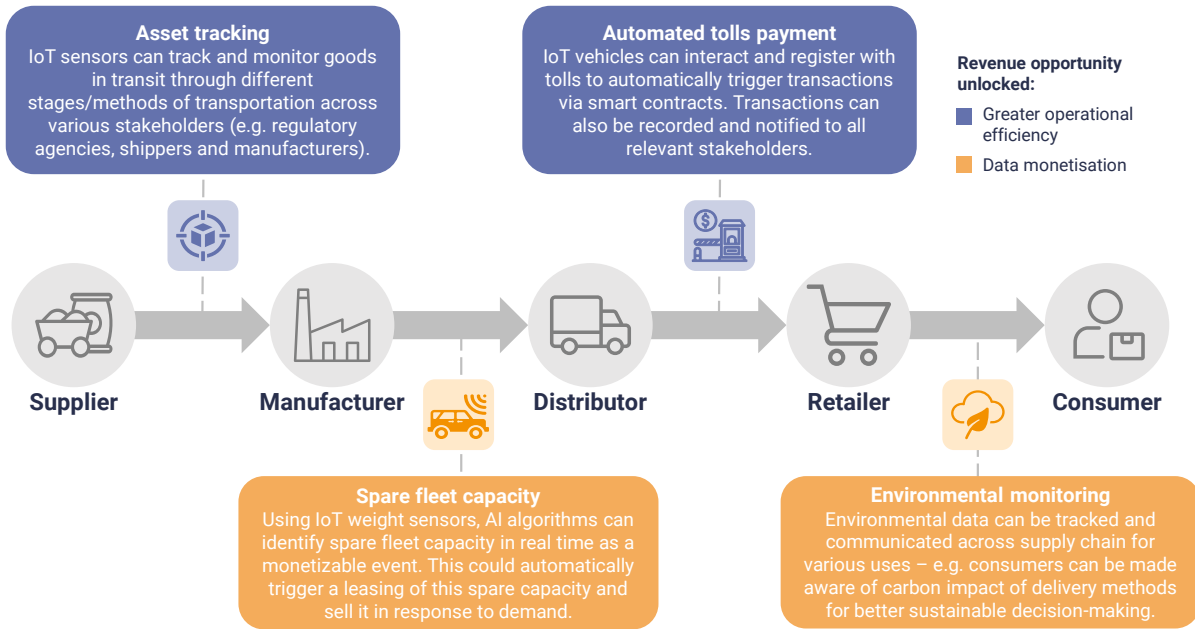 Asset tracking
IoT sensors can track and monitor goods
in transit through different
stages/methods of transportation across
various stakeholders (e.g. regulatory
agencies, shippers and manufacturers).
Automated tolls payment
IoT vehicles can interact and register with
tolls to automatically trigger transactions
via smart contracts. Transactions can
also be recorded and notified to all
relevant stakeholders.
Revenue opportunity
unlocked:
Greater operational
efficiency
Data monetisation
$
Supplier
Manufacturer
Distributor
Retailer
Consumer
Spare fleet capacity
Using IoT weight sensors, AI algorithms can
identify spare fleet capacity in real time as a
monetizable event. This could automatically
trigger a leasing of this spare capacity and
sell it in response to demand.
Environmental monitoring
Environmental data can be tracked and
communicated across supply chain for
various uses – e.g. consumers can be made
aware of carbon impact of delivery methods
for better sustainable decision-making.